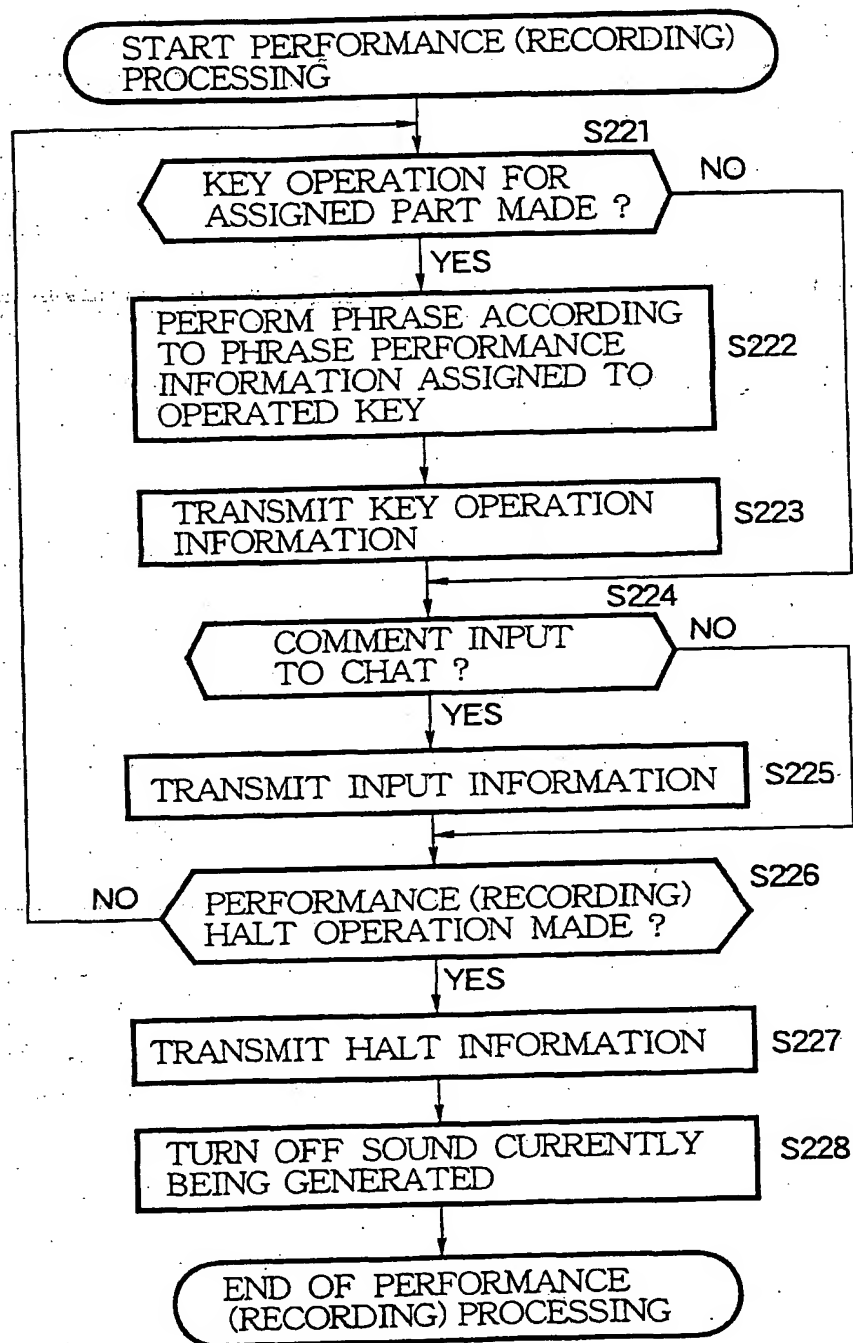 START PERFORMANCE (RECORDING)
PROCESSING
S221
KEY OPERATION FOR
ASSIGNED PART MADE ?
NO
YES
PERFORM PHRASE ACCORDING
TO PHRASE PERFORMANCE
INFORMATION ASSIGNED TO
OPERATED KEY
S222
TRANSMIT KEY OPERATION
INFORMATION
S223
S224
COMMENT INPUT
TO CHAT ?
NO
YES
TRANSMIT INPUT INFORMATION
S225
S226
NO
PERFORMANCE (RECORDING)
HALT OPERATION MADE ?
YES
TRANSMIT HALT INFORMATION
S227
TURN OFF SOUND CURRENTLY
BEING GENERATED
S228
END OF PERFORMANCE
(RECORDING) PROCESSING